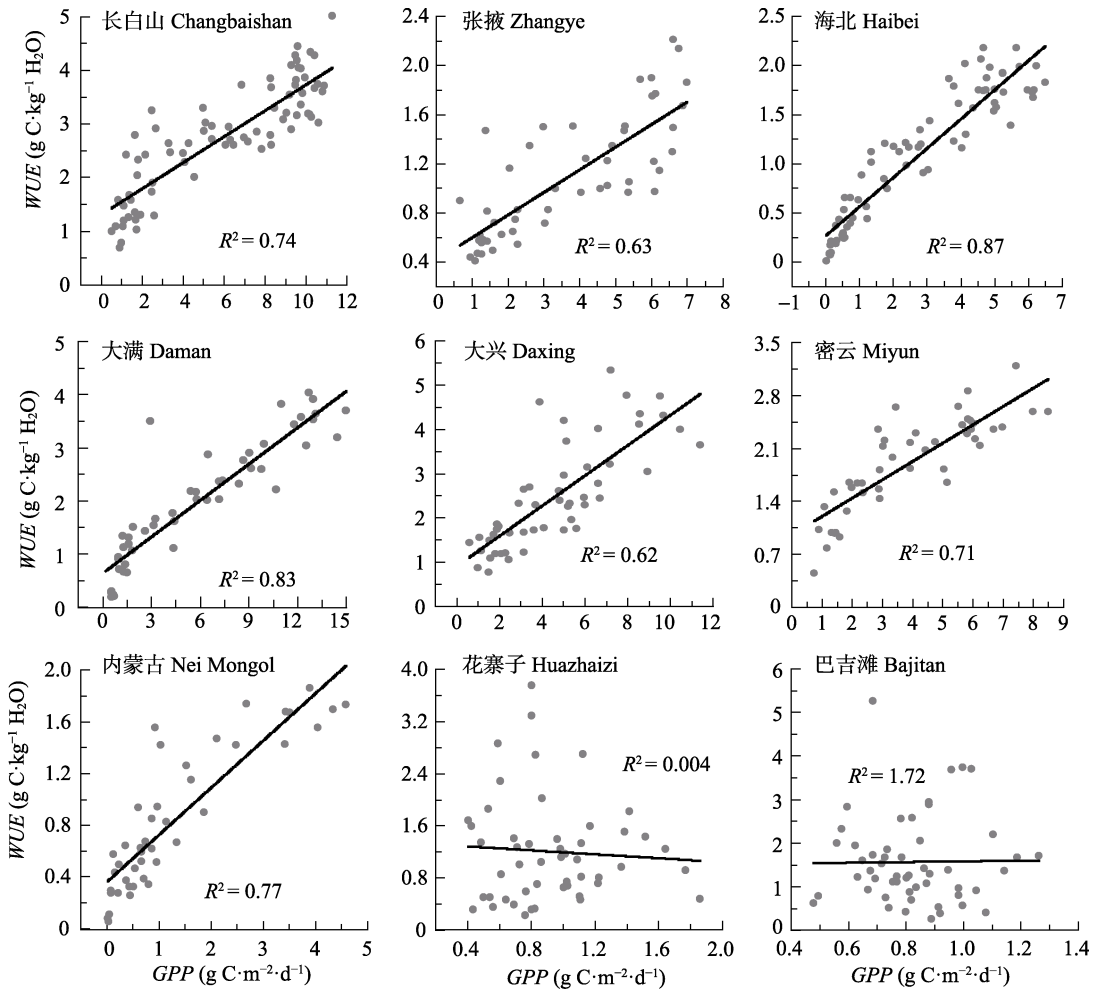 长白山 Changbaishan
WUE (g C·kg⁻¹ H₂O)
5
4
3
2
1
0
R² = 0.74
0 2 4 6 8 10 12
张掖 Zhangye
2.4
2.0
1.6
1.2
0.8
0.4
R² = 0.63
0 1 2 3 4 5 6 7 8
海北 Haibei
2.5
2.0
1.5
1.0
0.5
0
R² = 0.87
−1 0 1 2 3 4 5 6 7
大满 Daman
WUE (g C·kg⁻¹ H₂O)
5
4
3
2
1
0
R² = 0.83
0 3 6 9 12 15
大兴 Daxing
6
5
4
3
2
1
0
R² = 0.62
0 2 4 6 8 10 12
密云 Miyun
3.5
2.8
2.1
1.4
0.7
0
R² = 0.71
0 1 2 3 4 5 6 7 8 9
内蒙古 Nei Mongol
WUE (g C·kg⁻¹ H₂O)
2.0
1.6
1.2
0.8
0.4
0
R² = 0.77
0 1 2 3 4 5
GPP (g C·m⁻²·d⁻¹)
花寨子 Huazhaizi
4.0
3.2
2.4
1.6
0.8
0
R² = 0.004
0.4 0.8 1.2 1.6 2.0
GPP (g C·m⁻²·d⁻¹)
巴吉滩 Bajitan
6
5
4
3
2
1
0
R² = 1.72
0.4 0.6 0.8 1.0 1.2 1.4
GPP (g C·m⁻²·d⁻¹)